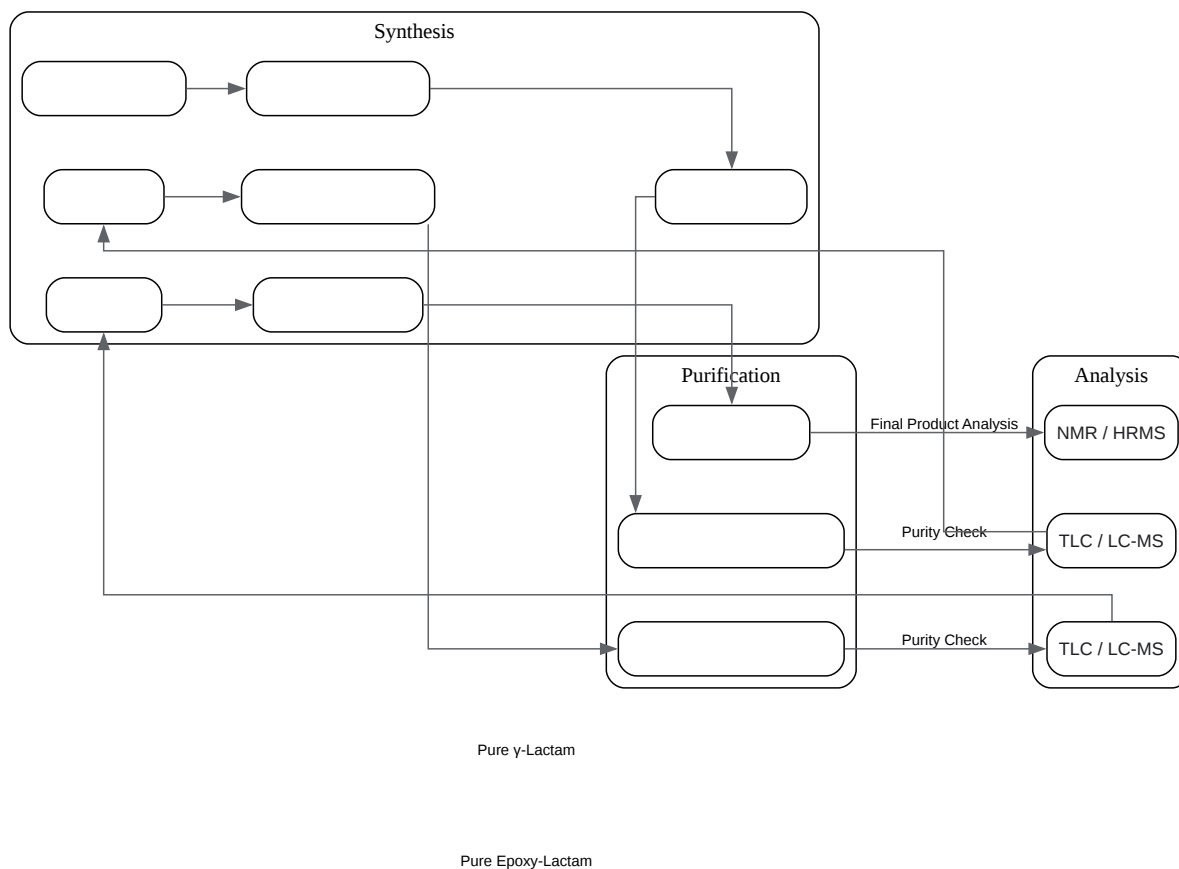 Synthesis
Purification
Analysis
Final Product Analysis
NMR / HRMS
Purity Check
TLC / LC-MS
Purity Check
TLC / LC-MS
Pure γ-Lactam
Pure Epoxy-Lactam